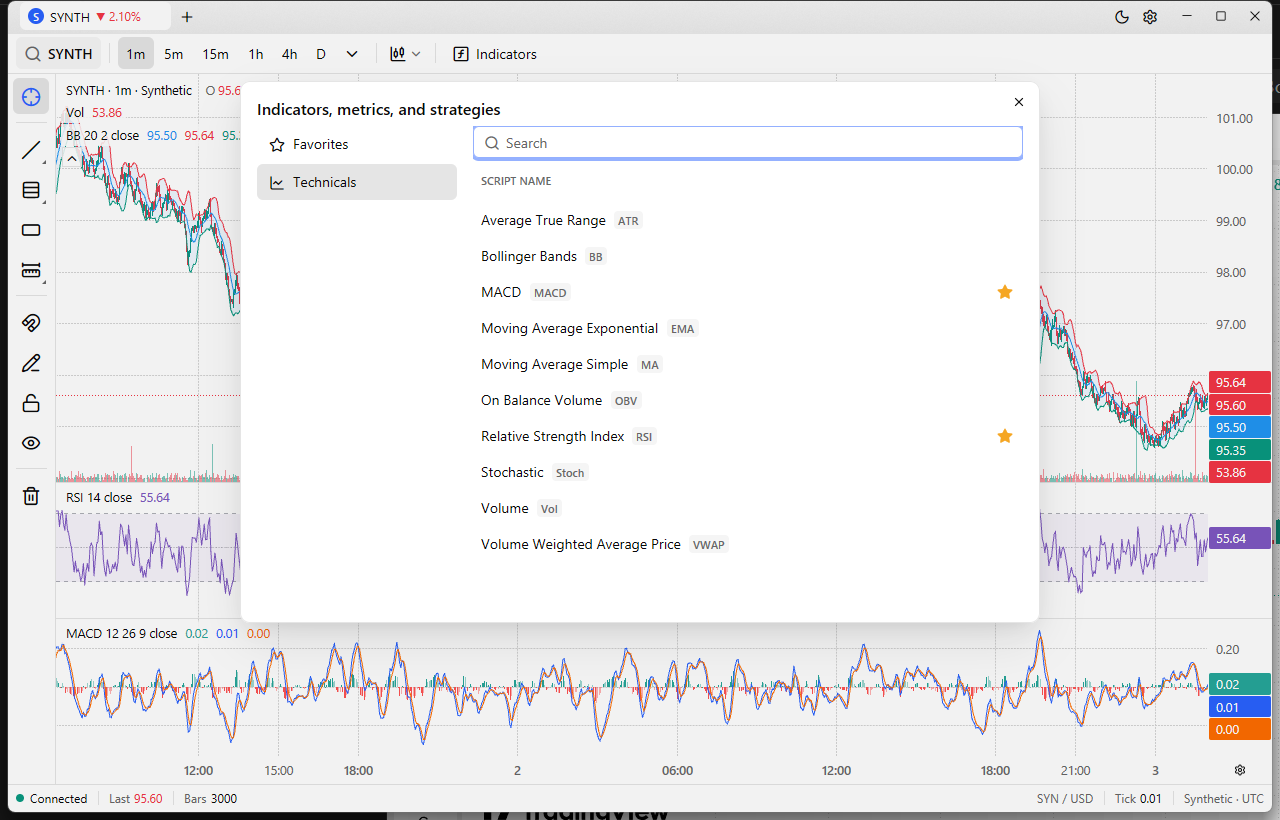 SYNTH ▼ 2.10%
SYNTH 1m 5m 15m 1h 4h D Indicators
SYNTH · 1m · Synthetic O
Vol 53.86
BB 20 2 close 95.50 95.64
Indicators, metrics, and strategies
Favorites
Technicals
Search
SCRIPT NAME
Average True Range ATR
Bollinger Bands BB
MACD MACD
Moving Average Exponential EMA
Moving Average Simple MA
On Balance Volume OBV
Relative Strength Index RSI
Stochastic Stoch
Volume Vol
Volume Weighted Average Price VWAP
101.00
100.00
99.00
98.00
97.00
95.64
95.60
95.50
95.35
53.86
RSI 14 close 55.64
55.64
MACD 12 26 9 close 0.02 0.01 0.00
0.20
0.02
0.01
0.00
12:00 15:00 18:00 2 06:00 12:00 18:00 21:00 3
Connected Last 95.60 Bars 3000 SYN / USD Tick 0.01 Synthetic · UTC
TradingView